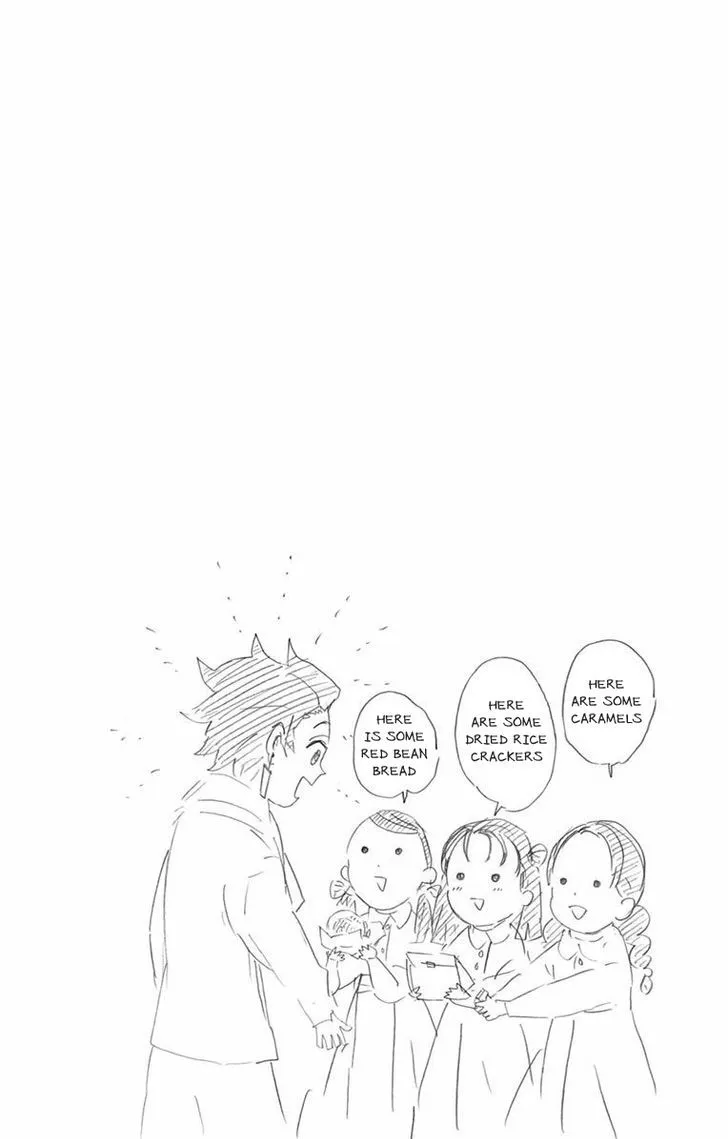 HERE
IS SOME
RED BEAN
BREAD
HERE
ARE SOME
DRIED RICE
CRACKERS
HERE
ARE SOME
CARAMELS